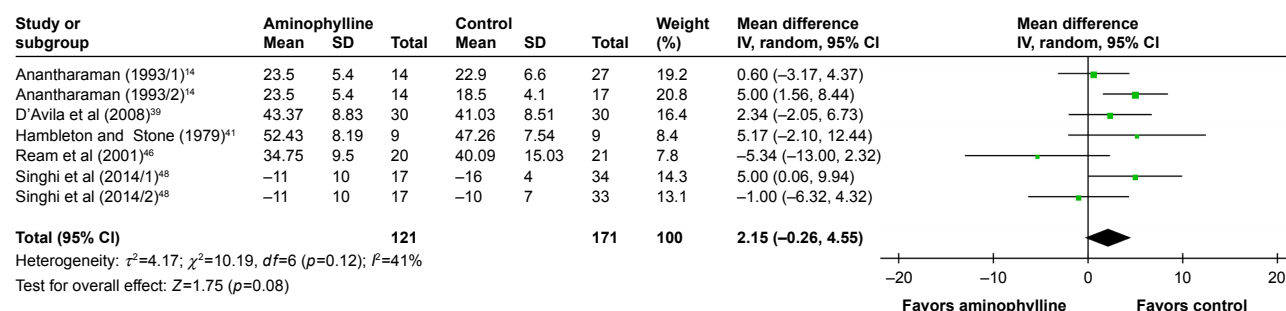 Study or subgroup Aminophylline Control Weight (%) Mean difference IV, random, 95% CI Mean difference IV, random, 95% CI
Mean SD Total Mean SD Total
Anantharaman (1993/1)¹⁴ 23.5 5.4 14 22.9 6.6 27 19.2 0.60 (–3.17, 4.37)
Anantharaman (1993/2)¹⁴ 23.5 5.4 14 18.5 4.1 17 20.8 5.00 (1.56, 8.44)
D’Avila et al (2008)³⁹ 43.37 8.83 30 41.03 8.51 30 16.4 2.34 (–2.05, 6.73)
Hambleton and Stone (1979)⁴¹ 52.43 8.19 9 47.26 7.54 9 8.4 5.17 (–2.10, 12.44)
Ream et al (2001)⁴⁶ 34.75 9.5 20 40.09 15.03 21 7.8 –5.34 (–13.00, 2.32)
Singhi et al (2014/1)⁴⁸ –11 10 17 –16 4 34 14.3 5.00 (0.06, 9.94)
Singhi et al (2014/2)⁴⁸ –11 10 17 –10 7 33 13.1 –1.00 (–6.32, 4.32)
Total (95% CI) 121 171 100 2.15 (–0.26, 4.55)
Heterogeneity: τ²=4.17; χ²=10.19, df=6 (p=0.12); I²=41%
Test for overall effect: Z=1.75 (p=0.08)
–20 –10 0 10 20
Favors aminophylline Favors control